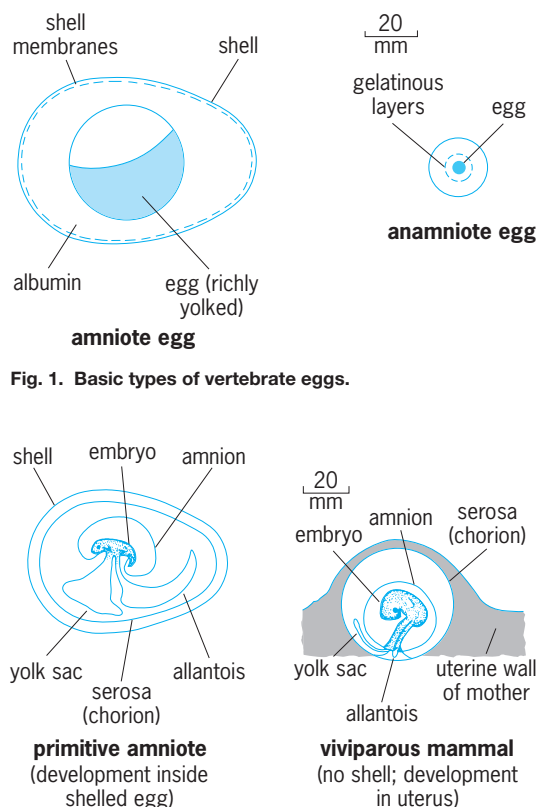 shell
membranes
shell
albumin
egg (richly
yolked)
amniote egg
20
mm
gelatinous
layers
egg
anamniote egg
Fig. 1. Basic types of vertebrate eggs.
shell
embryo
amnion
yolk sac
serosa
(chorion)
allantois
primitive amniote
(development inside
shelled egg)
20
mm
embryo
amnion
serosa
(chorion)
yolk sac
allantois
uterine wall
of mother
viviparous mammal
(no shell; development
in uterus)